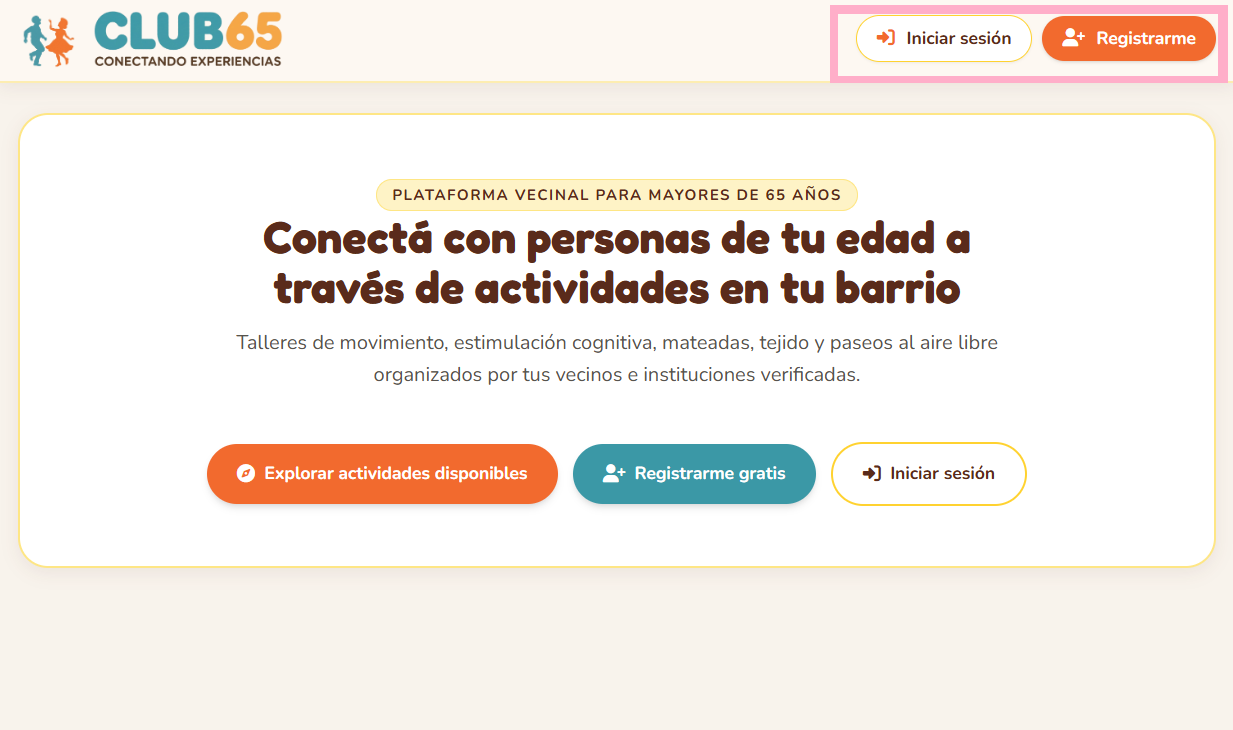 CLUB65
CONECTANDO EXPERIENCIAS
Iniciar sesión
Registrarme
PLATAFORMA VECINAL PARA MAYORES DE 65 AÑOS
Conectá con personas de tu edad a
través de actividades en tu barrio
Talleres de movimiento, estimulación cognitiva, mateadas, tejido y paseos al aire libre
organizados por tus vecinos e instituciones verificadas.
Explorar actividades disponibles
Registrarme gratis
Iniciar sesión